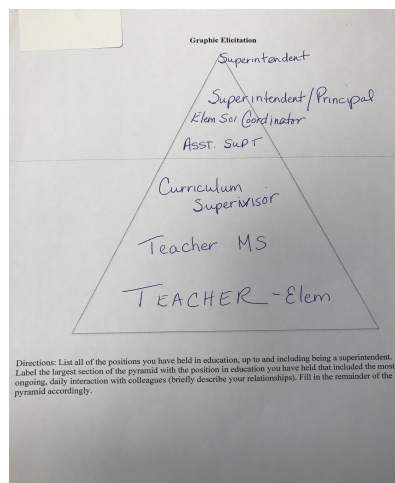 Graphic Elicitation
Superintendent
Superintendent/Principal
Elem Sci Coordinator
ASST. SUPT
Curriculum
Supervisor
Teacher MS
TEACHER - Elem
Directions: List all of the positions you have held in education, up to and including being a superintendent.
Label the largest section of the pyramid with the position in education you have held that included the most
ongoing, daily interaction with colleagues (briefly describe your relationships). Fill in the remainder of the
pyramid accordingly.